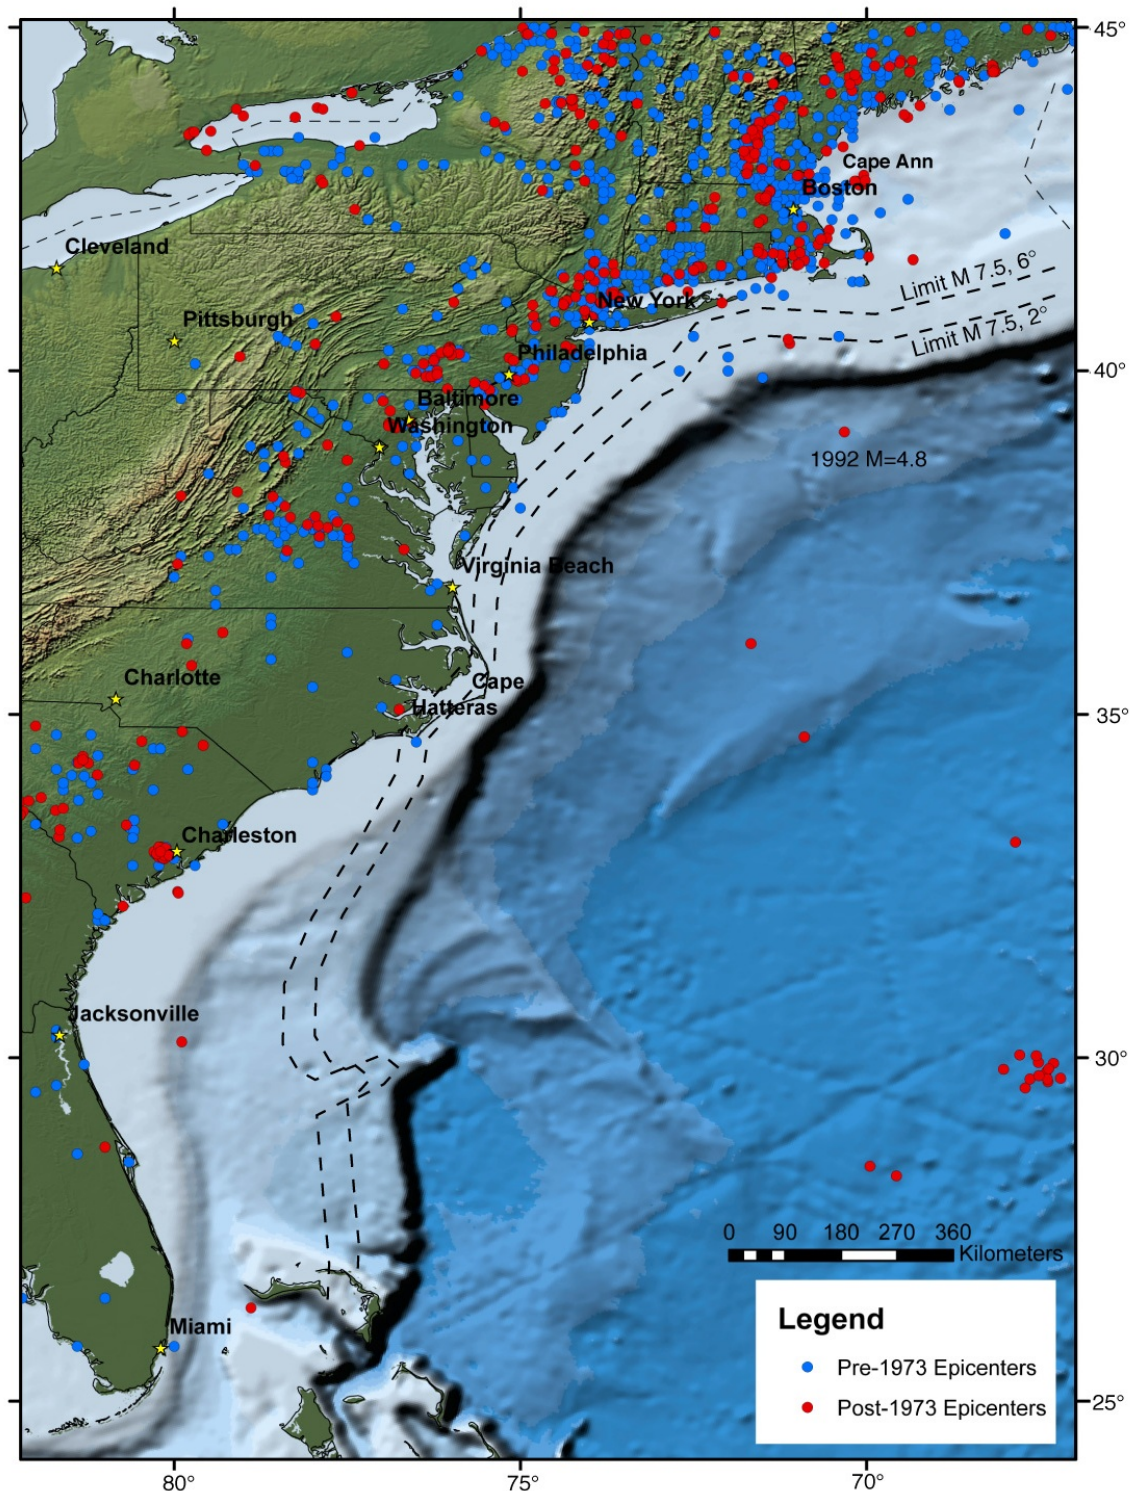 45°
Cape Ann
Boston
Cleveland
Limit M 7.5, 6°
New York
Pittsburgh
Limit M 7.5, 2°
Philadelphia
40°
Baltimore
Washington
1992 M=4.8
Virginia Beach
Charlotte
Cape
Hatteras
35°
Charleston
Jacksonville
30°
0 90 180 270 360
Kilometers
Legend
Miami
Pre-1973 Epicenters
Post-1973 Epicenters
25°
80° 75° 70°